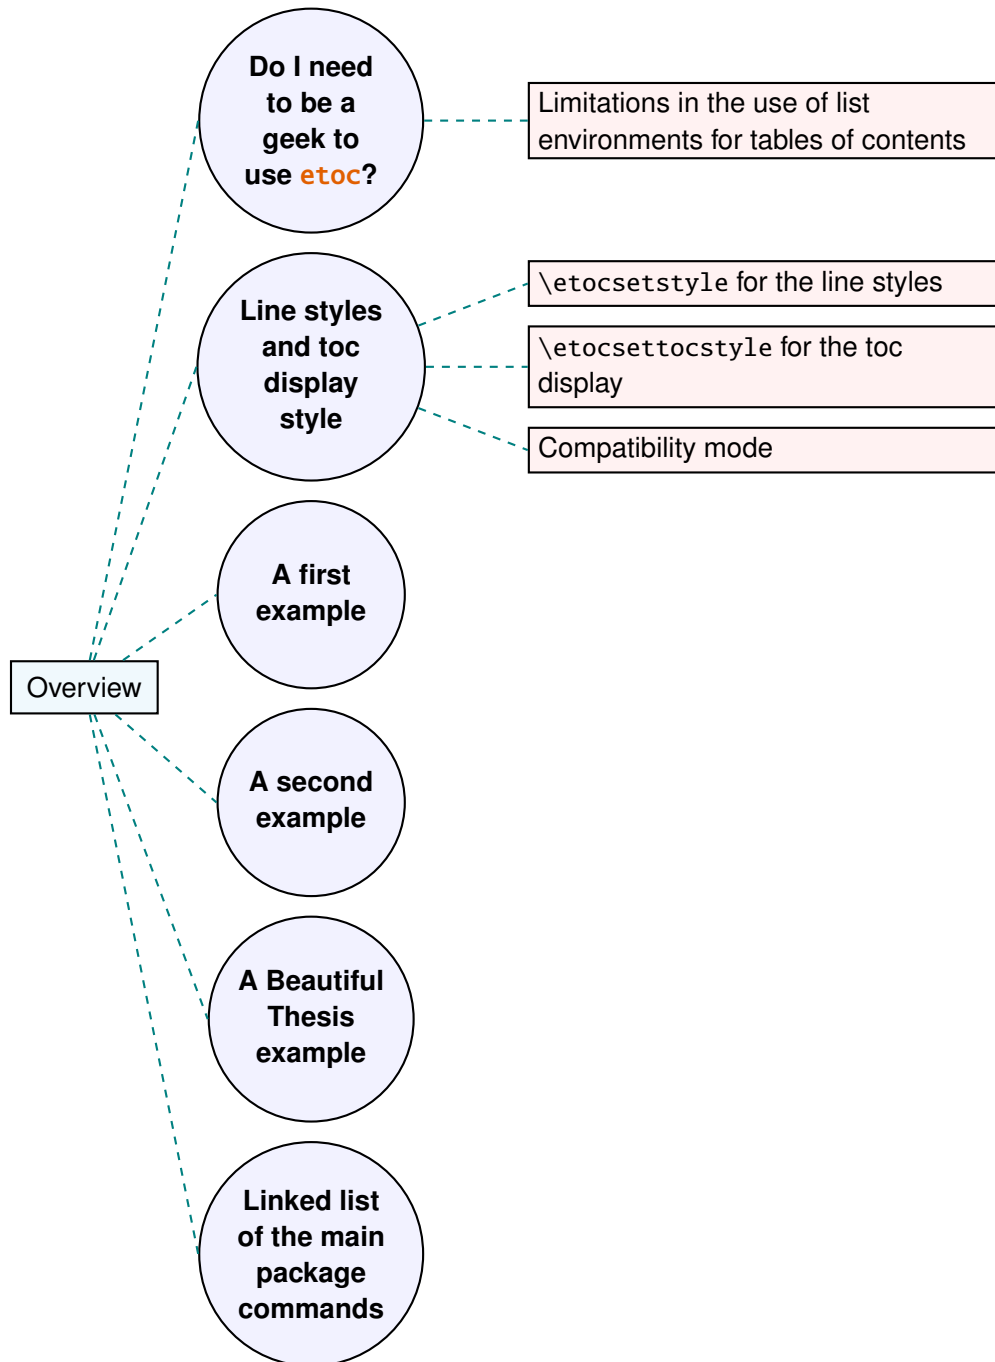 Do I need
to be a
geek to
use etoc?
Limitations in the use of list
environments for tables of contents
Line styles
and toc
display
style
\etocsetstyle for the line styles
\etocsettocstyle for the toc
display
Compatibility mode
A first
example
Overview
A second
example
A Beautiful
Thesis
example
Linked list
of the main
package
commands